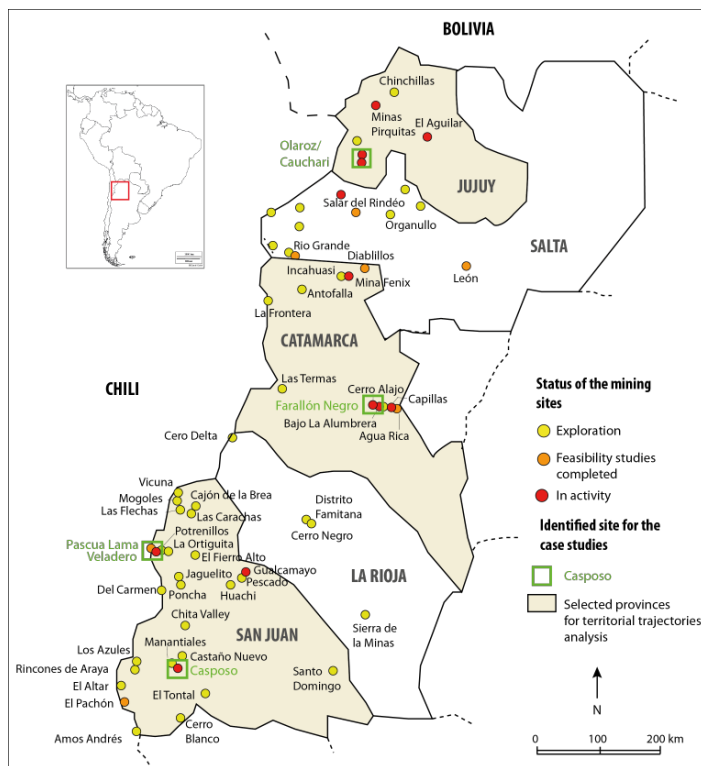 BOLIVIA
Chinchillas
Minas
Pirquitas
El Aguilar
Olaroz/
Cauchari
JUJUY
Salar del Rindéo
Organullo
SALTA
Rio Grande
Diablillos
Incahuasi
Mina Fenix
León
Antofalla
La Frontera
CATAMARCA
CHILI
Las Termas
Cerro Alajo
Capillas
Farallón Negro
Bajo La Alumbrera
Agua Rica
Cero Delta
Vicuna
Mogoles
Cajón de la Brea
Las Flechas
Las Carachas
Distrito
Famitana
Potrenillos
Cerro Negro
Pascua Lama
La Ortiguita
Veladero
El Fierro Alto
Gualcamayo
Jaguelito
Pescado
LA RIOJA
Del Carmen
Poncha
Huachi
Chita Valley
Sierra de
la Minas
SAN JUAN
Manantiales
Los Azules
Castaño Nuevo
Rincones de Araya
Casposo
Santo
Domingo
El Altar
El Tontal
El Pachón
Cerro
Blanco
Amos Andrés
Status of the mining
sites
Exploration
Feasibility studies
completed
In activity
Identified site for the
case studies
Casposo
Selected provinces
for territorial trajectories
analysis
N
0 100 200 km